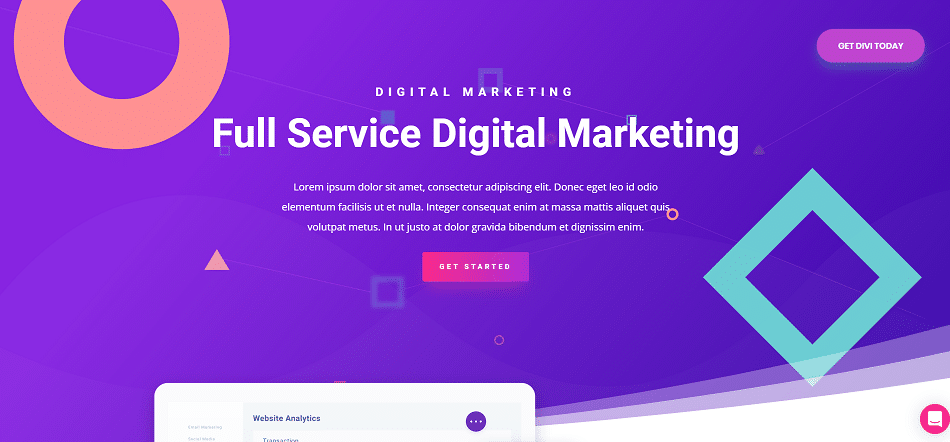 GET DIVI TODAY
DIGITAL MARKETING
Full Service Digital Marketing
Lorem ipsum dolor sit amet, consectetur adipiscing elit. Donec eget leo id odio
elementum facilisis ut et nulla. Integer consequat enim at massa mattis aliquet quis
volutpat metus. In ut justo at dolor gravida bibendum et dignissim enim.
GET STARTED
Website Analytics
Email Marketing
Social Media
Transaction